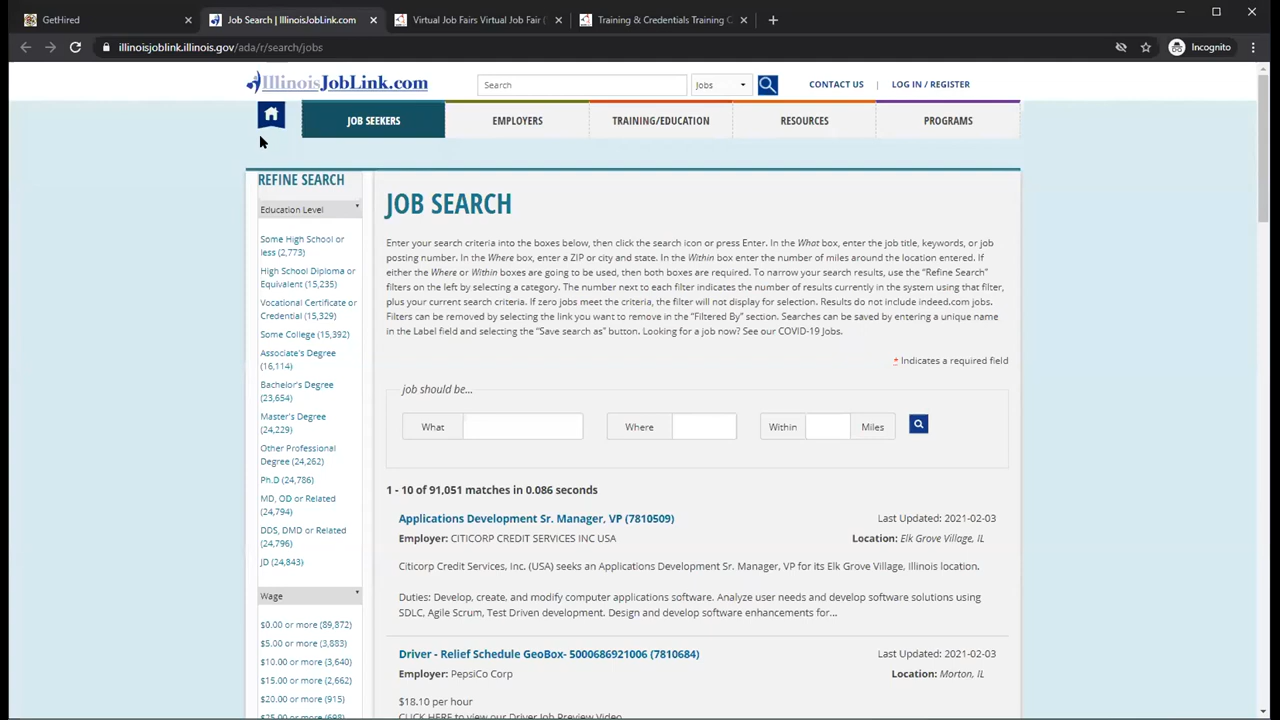 GetHired
Job Search | IllinoisJobLink.com
Virtual Job Fairs Virtual Job Fair (
Training & Credentials Training C
illinoisjoblink.illinois.gov/ada/r/search/jobs
Incognito
IllinoisJobLink.com
Search
Jobs
CONTACT US | LOG IN / REGISTER
JOB SEEKERS
EMPLOYERS
TRAINING/EDUCATION
RESOURCES
PROGRAMS
REFINE SEARCH
Education Level
Some High School or
less (2,773)
High School Diploma or
Equivalent (15,235)
Vocational Certificate or
Credential (15,329)
Some College (15,392)
Associate's Degree
(16,114)
Bachelor's Degree
(23,654)
Master's Degree
(24,229)
Other Professional
Degree (24,262)
Ph.D (24,786)
MD, OD or Related
(24,794)
DDS, DMD or Related
(24,796)
JD (24,843)
Wage
$0.00 or more (89,872)
$5.00 or more (3,883)
$10.00 or more (3,640)
$15.00 or more (2,662)
$20.00 or more (915)
$25.00 or more (698)
JOB SEARCH
Enter your search criteria into the boxes below, then click the search icon or press Enter. In the What box, enter the job title, keywords, or job
posting number. In the Where box, enter a ZIP or city and state. In the Within box enter the number of miles around the location entered. If
either the Where or Within boxes are going to be used, then both boxes are required. To narrow your search results, use the "Refine Search"
filters on the left by selecting a category. The number next to each filter indicates the number of results currently in the system using that filter,
plus your current search criteria. If zero jobs meet the criteria, the filter will not display for selection. Results do not include indeed.com jobs.
Filters can be removed by selecting the link you want to remove in the "Filtered By" section. Searches can be saved by entering a unique name
in the Label field and selecting the "Save search as" button. Looking for a job now? See our COVID-19 Jobs.
* Indicates a required field
job should be...
What
Where
Within
Miles
1 - 10 of 91,051 matches in 0.086 seconds
Applications Development Sr. Manager, VP (7810509)
Last Updated: 2021-02-03
Employer: CITICORP CREDIT SERVICES INC USA
Location: Elk Grove Village, IL
Citicorp Credit Services, Inc. (USA) seeks an Applications Development Sr. Manager, VP for its Elk Grove Village, Illinois location.
Duties: Develop, create, and modify computer applications software. Analyze user needs and develop software solutions using
SDLC, Agile Scrum, Test Driven development. Design and develop software enhancements for...
Driver - Relief Schedule GeoBox- 5000686921006 (7810684)
Last Updated: 2021-02-03
Employer: PepsiCo Corp
Location: Morton, IL
$18.10 per hour
CLICK HERE to view our Driver Job Preview Video